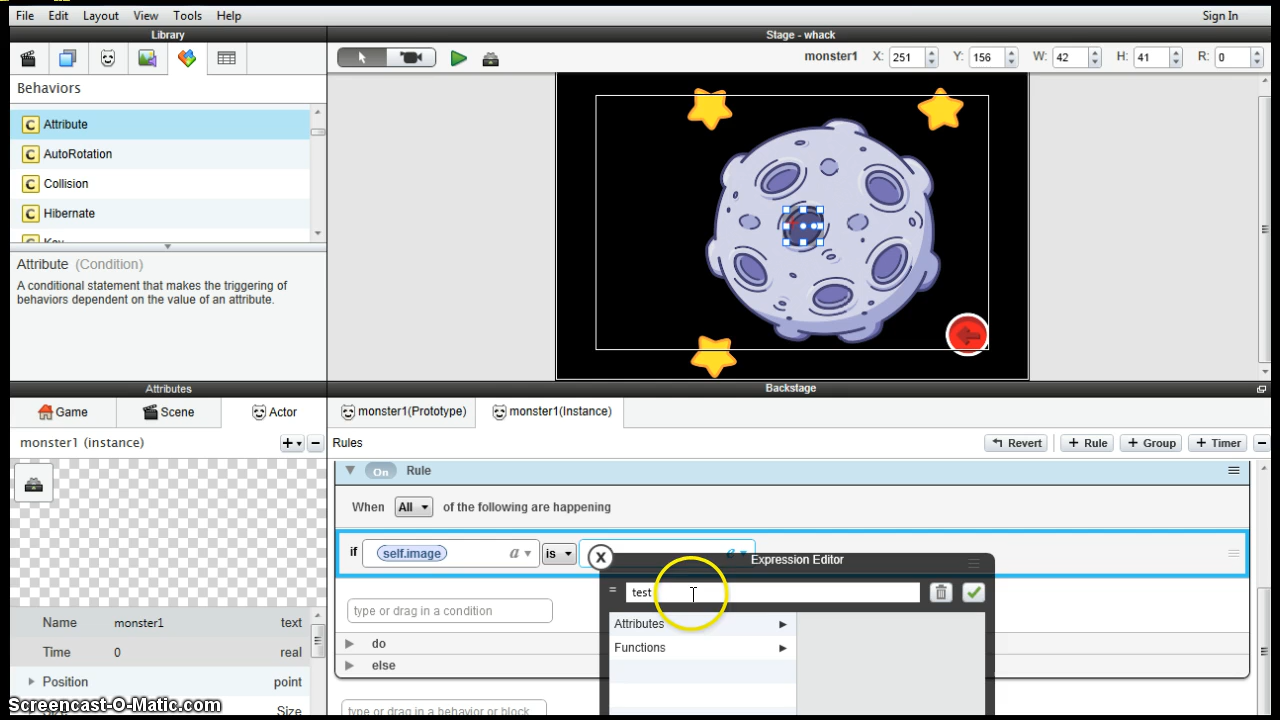 File Edit Layout View Tools Help Sign In
Library Stage - whack
monster1 X: 251 Y: 156 W: 42 H: 41 R: 0
Behaviors
C Attribute
C AutoRotation
C Collision
C Hibernate
Attribute (Condition)
A conditional statement that makes the triggering of
behaviors dependent on the value of an attribute.
Attributes Backstage
Game Scene Actor monster1(Prototype) monster1(Instance)
monster1 (instance) Rules Revert + Rule + Group + Timer
On Rule
When All of the following are happening
if self.image a is e
X Expression Editor
= test
type or drag in a condition
Attributes
Functions
do
else
Name monster1 text
Time 0 real
Position point
type or drag in a behavior or block
Size
Screencast-O-Matic.com